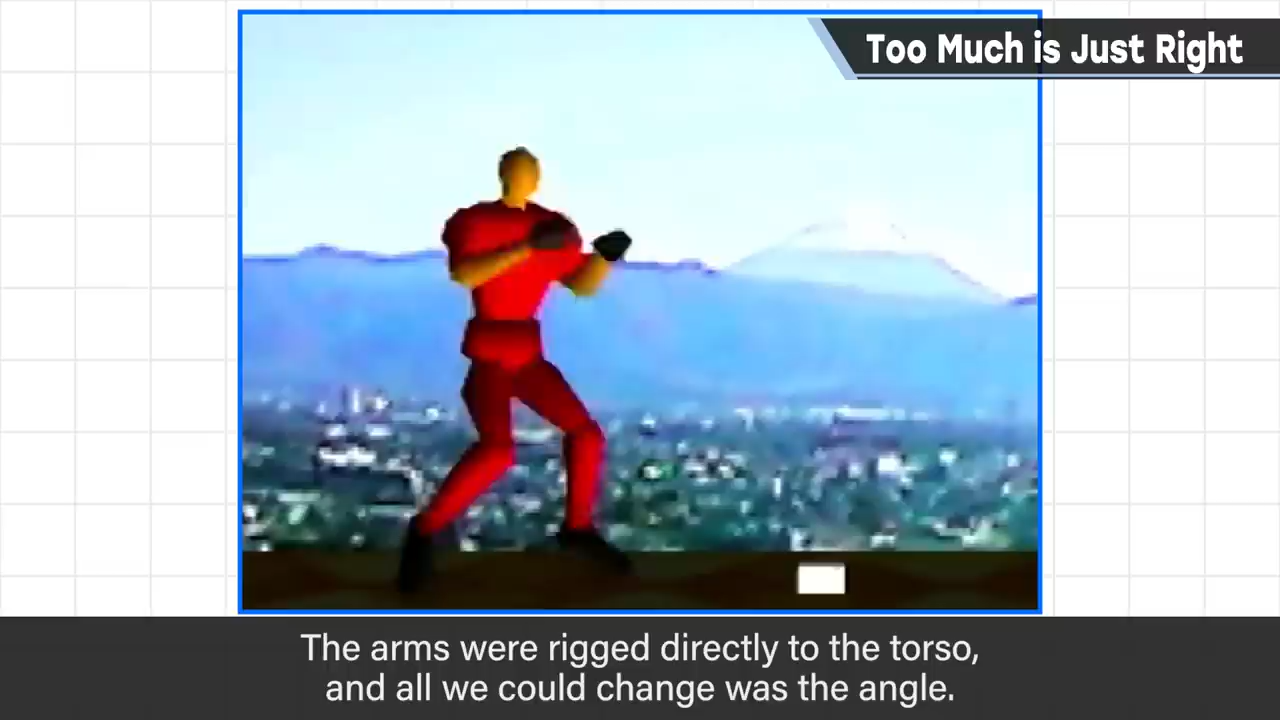 Too Much is Just Right
The arms were rigged directly to the torso,
and all we could change was the angle.